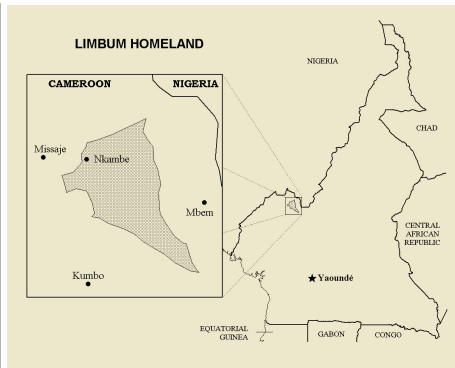 LIMBUM HOMELAND
CAMEROON
NIGERIA
Missaje
Nkambe
Mbem
Kumbo
NIGERIA
CHAD
CENTRAL
AFRICAN
REPUBLIC
Yaoundé
EQUATORIAL
GUINEA
GABON
CONGO